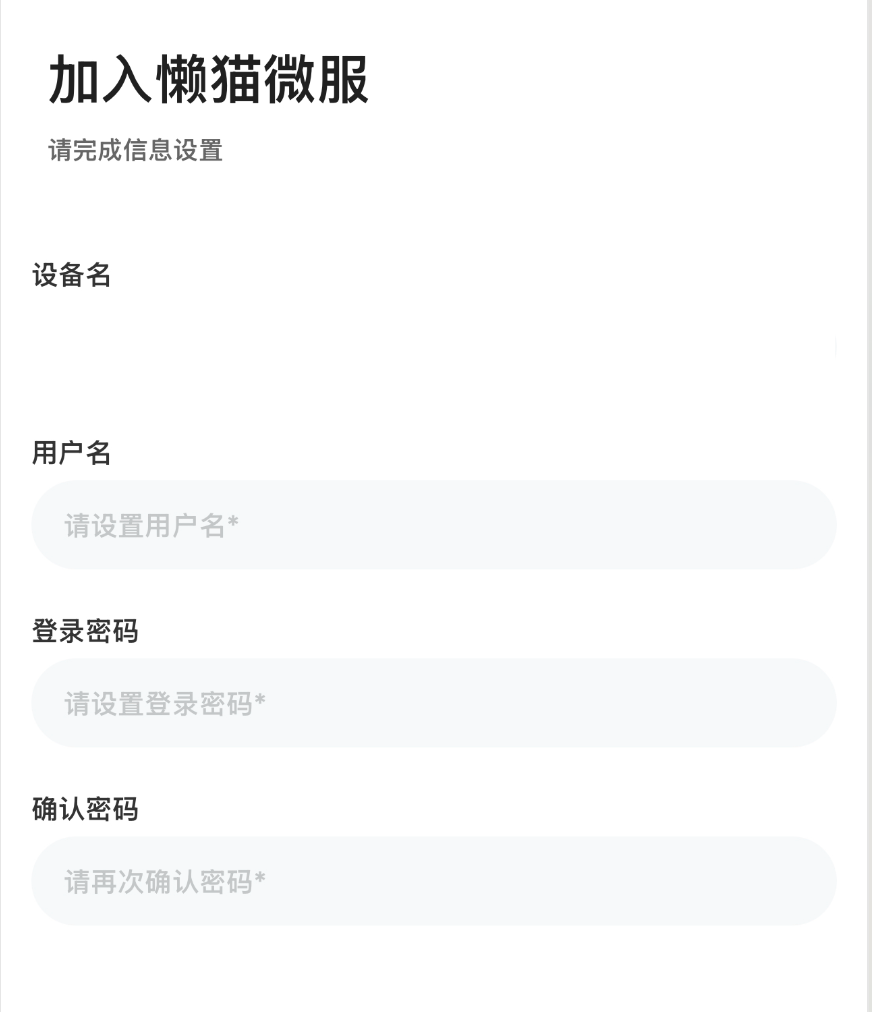 加入懒猫微服
请完成信息设置
设备名
用户名
请设置用户名*
登录密码
请设置登录密码*
确认密码
请再次确认密码*